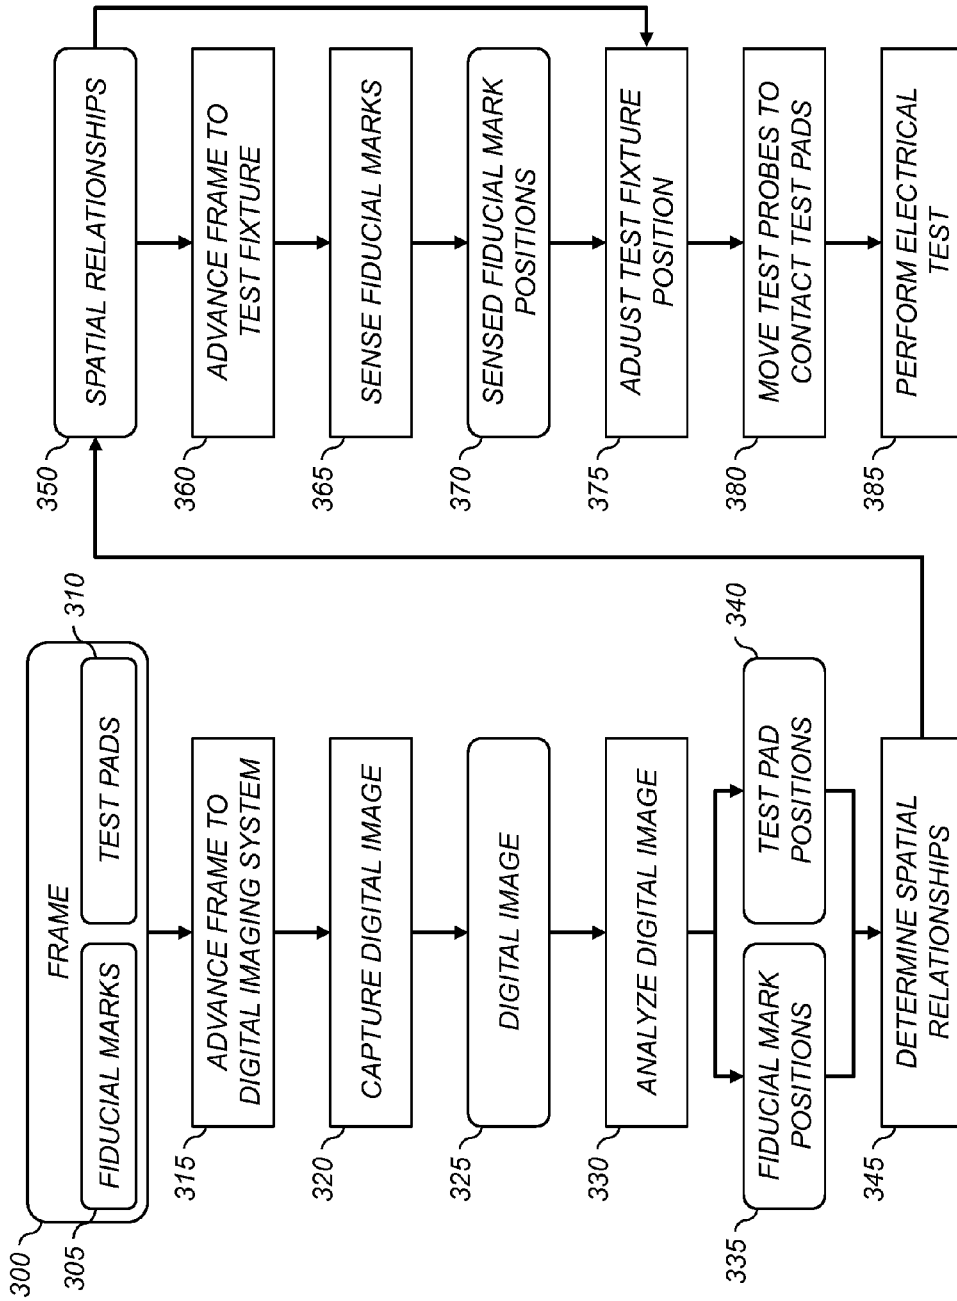 300
FRAME
305
FIDUCIAL MARKS
310
TEST PADS
315
ADVANCE FRAME TO
DIGITAL IMAGING SYSTEM
320
CAPTURE DIGITAL IMAGE
325
DIGITAL IMAGE
330
ANALYZE DIGITAL IMAGE
335
FIDUCIAL MARK
POSITIONS
340
TEST PAD
POSITIONS
345
DETERMINE SPATIAL
RELATIONSHIPS
350
SPATIAL RELATIONSHIPS
360
ADVANCE FRAME TO
TEST FIXTURE
365
SENSE FIDUCIAL MARKS
370
SENSED FIDUCIAL MARK
POSITIONS
375
ADJUST TEST FIXTURE
POSITION
380
MOVE TEST PROBES TO
CONTACT TEST PADS
385
PERFORM ELECTRICAL
TEST